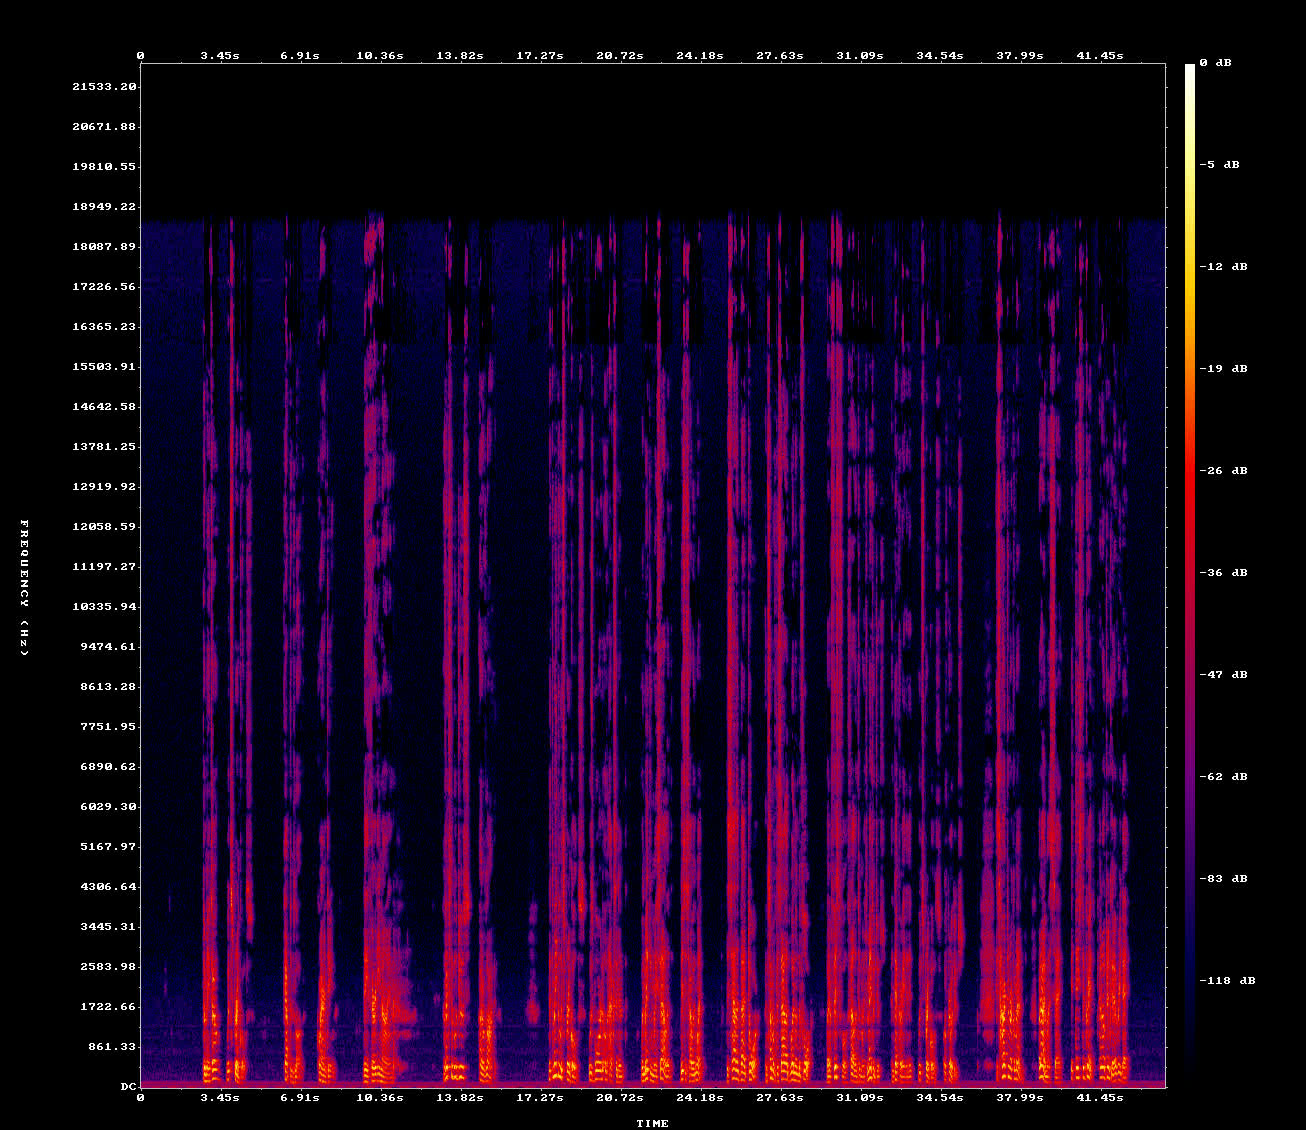 0 3.45s 6.91s 10.36s 13.82s 17.27s 20.72s 24.18s 27.63s 31.09s 34.54s 37.99s 41.45s
21533.20
20671.88
19810.55
18949.22
18087.89
17226.56
16365.23
15503.91
14642.58
13781.25
12919.92
12058.59
11197.27
10335.94
9474.61
8613.28
7751.95
6890.62
6029.30
5167.97
4306.64
3445.31
2583.98
1722.66
861.33
DC
FREQUENCY (Hz)
0 3.45s 6.91s 10.36s 13.82s 17.27s 20.72s 24.18s 27.63s 31.09s 34.54s 37.99s 41.45s
TIME
0 dB
-5 dB
-12 dB
-19 dB
-26 dB
-36 dB
-47 dB
-62 dB
-83 dB
-118 dB